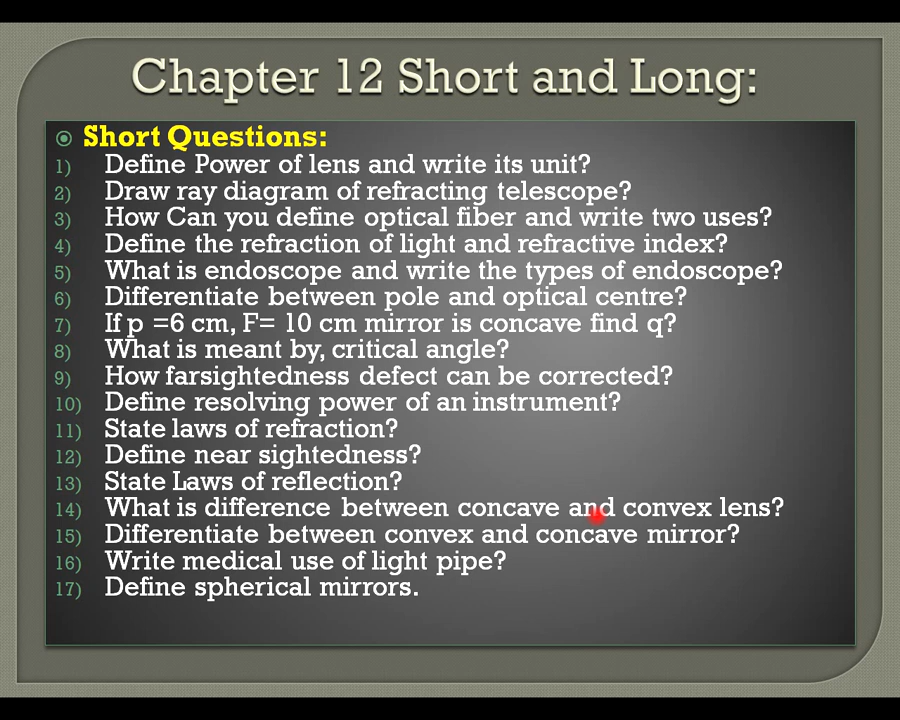 Chapter 12 Short and Long:
Short Questions:
1) Define Power of lens and write its unit?
2) Draw ray diagram of refracting telescope?
3) How Can you define optical fiber and write two uses?
4) Define the refraction of light and refractive index?
5) What is endoscope and write the types of endoscope?
6) Differentiate between pole and optical centre?
7) If p =6 cm, F= 10 cm mirror is concave find q?
8) What is meant by, critical angle?
9) How farsightedness defect can be corrected?
10) Define resolving power of an instrument?
11) State laws of refraction?
12) Define near sightedness?
13) State Laws of reflection?
14) What is difference between concave and convex lens?
15) Differentiate between convex and concave mirror?
16) Write medical use of light pipe?
17) Define spherical mirrors.